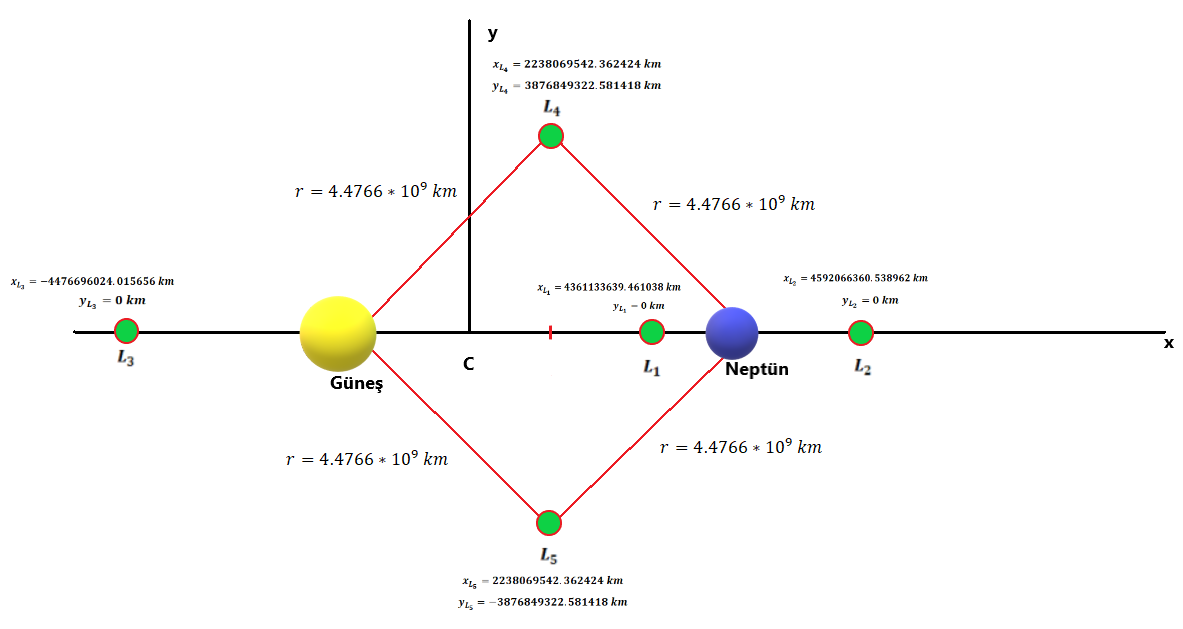 y
x_{L_4} = 2238069542.362424 km
y_{L_4} = 3876849322.581418 km
L_4
r = 4.4766 * 10^9 km
r = 4.4766 * 10^9 km
x_{L_3} = −4476696024.015656 km
y_{L_3} = 0 km
x_{L_1} = 4361133639.461038 km
y_{L_1} = 0 km
x_{L_2} = 4592066360.538962 km
y_{L_2} = 0 km
L_3
Güneş
C
L_1
Neptün
L_2
x
r = 4.4766 * 10^9 km
r = 4.4766 * 10^9 km
L_5
x_{L_5} = 2238069542.362424 km
y_{L_5} = −3876849322.581418 km